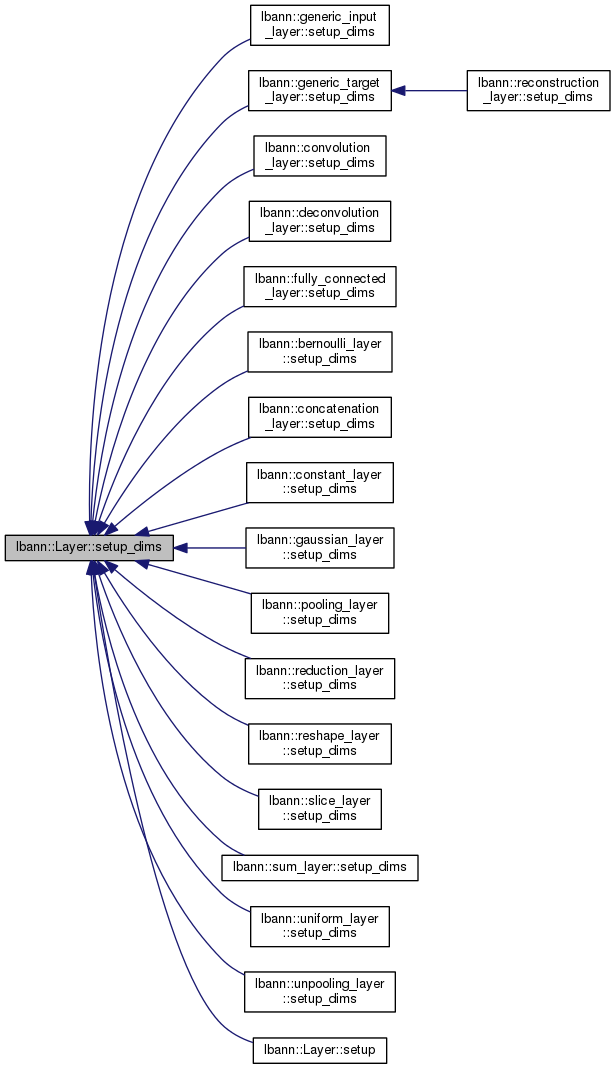 lbann::generic_input
_layer::setup_dims
lbann::generic_target
_layer::setup_dims
lbann::reconstruction
_layer::setup_dims
lbann::convolution
_layer::setup_dims
lbann::deconvolution
_layer::setup_dims
lbann::fully_connected
_layer::setup_dims
lbann::bernoulli_layer
::setup_dims
lbann::concatenation
_layer::setup_dims
lbann::constant_layer
::setup_dims
lbann::Layer::setup_dims
lbann::gaussian_layer
::setup_dims
lbann::pooling_layer
::setup_dims
lbann::reduction_layer
::setup_dims
lbann::reshape_layer
::setup_dims
lbann::slice_layer
::setup_dims
lbann::sum_layer::setup_dims
lbann::uniform_layer
::setup_dims
lbann::unpooling_layer
::setup_dims
lbann::Layer::setup